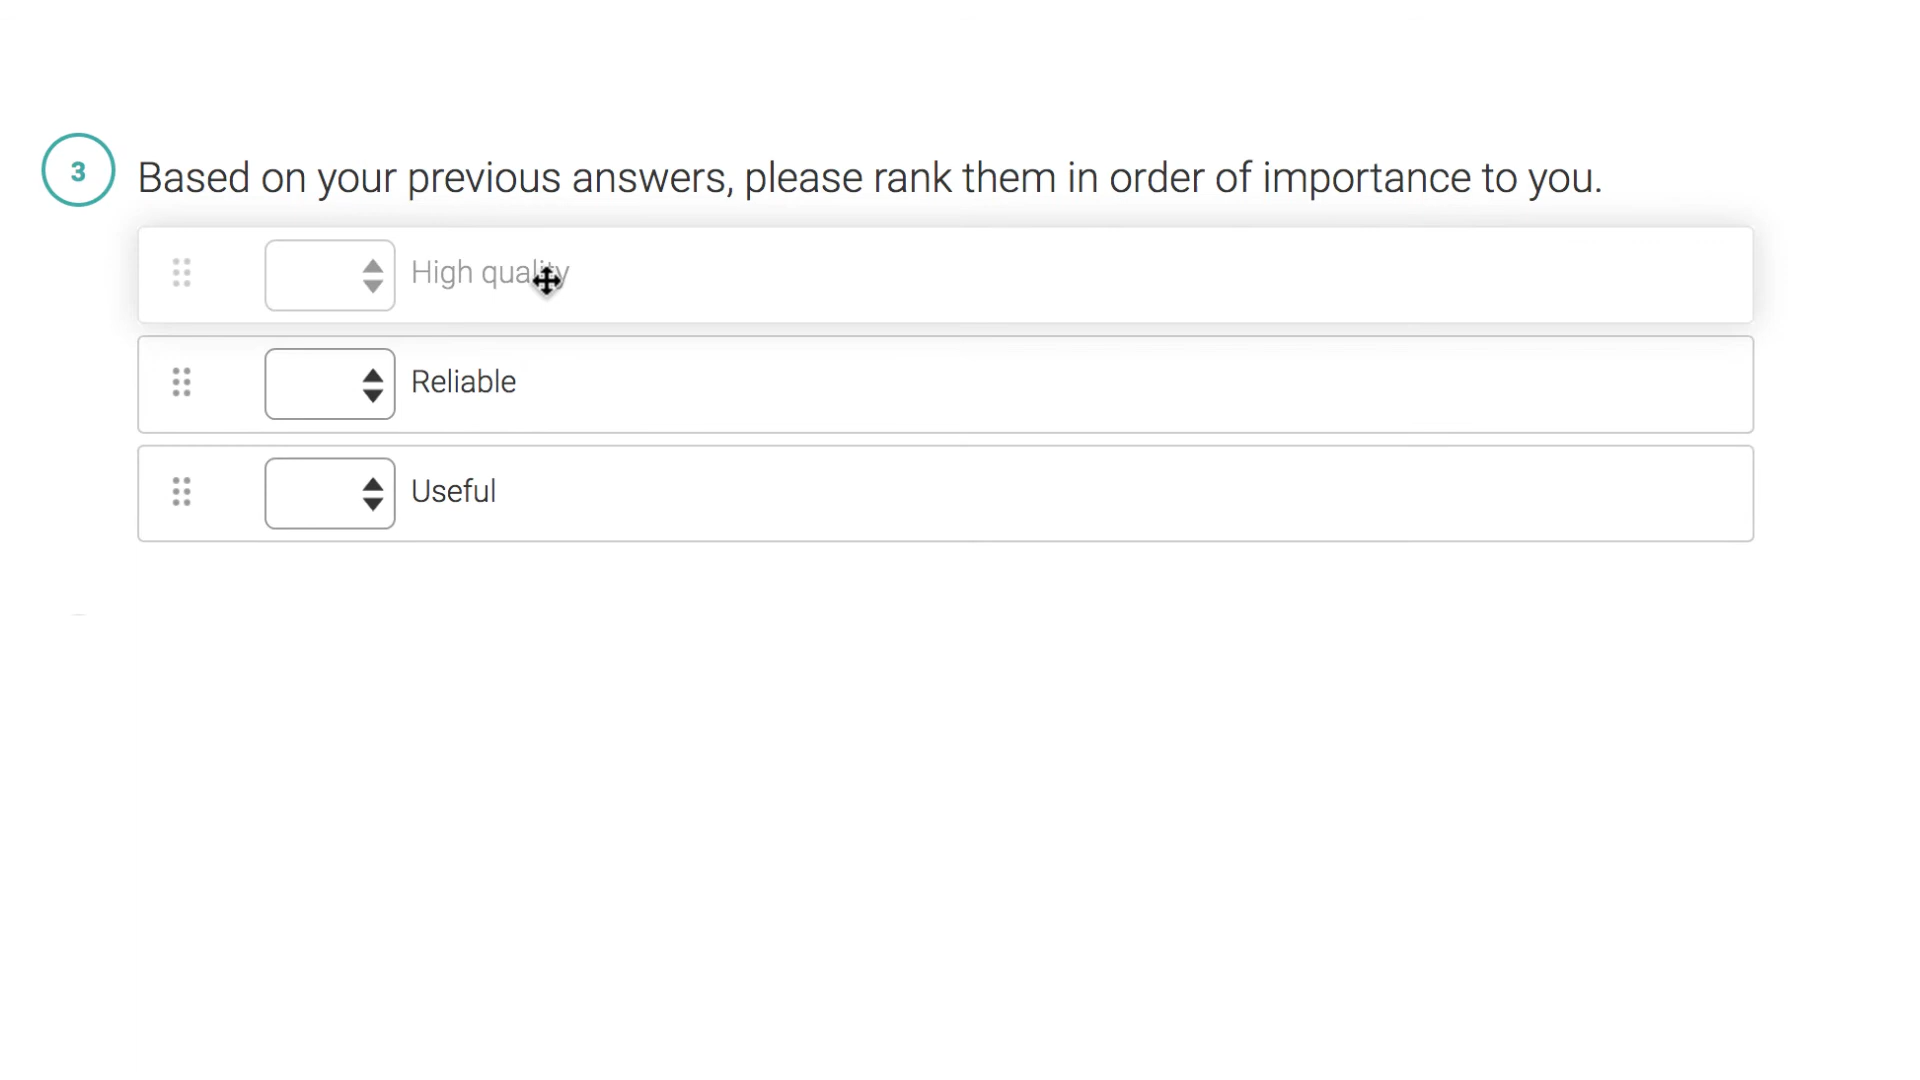 3
Based on your previous answers, please rank them in order of importance to you.
High quality
Reliable
Useful